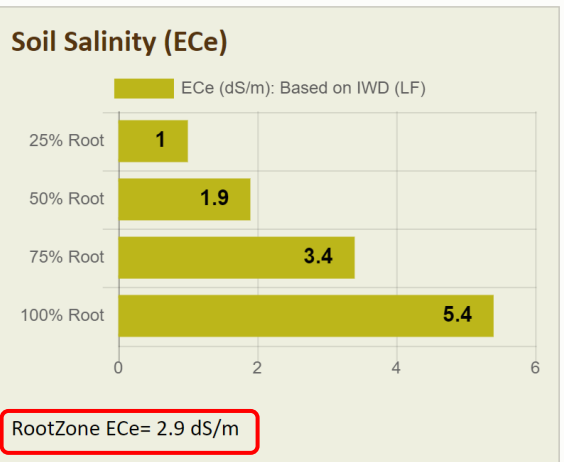 Soil Salinity (ECe)
ECe (dS/m): Based on IWD (LF)
25% Root 1
50% Root 1.9
75% Root 3.4
100% Root 5.4
0 2 4 6
RootZone ECe= 2.9 dS/m